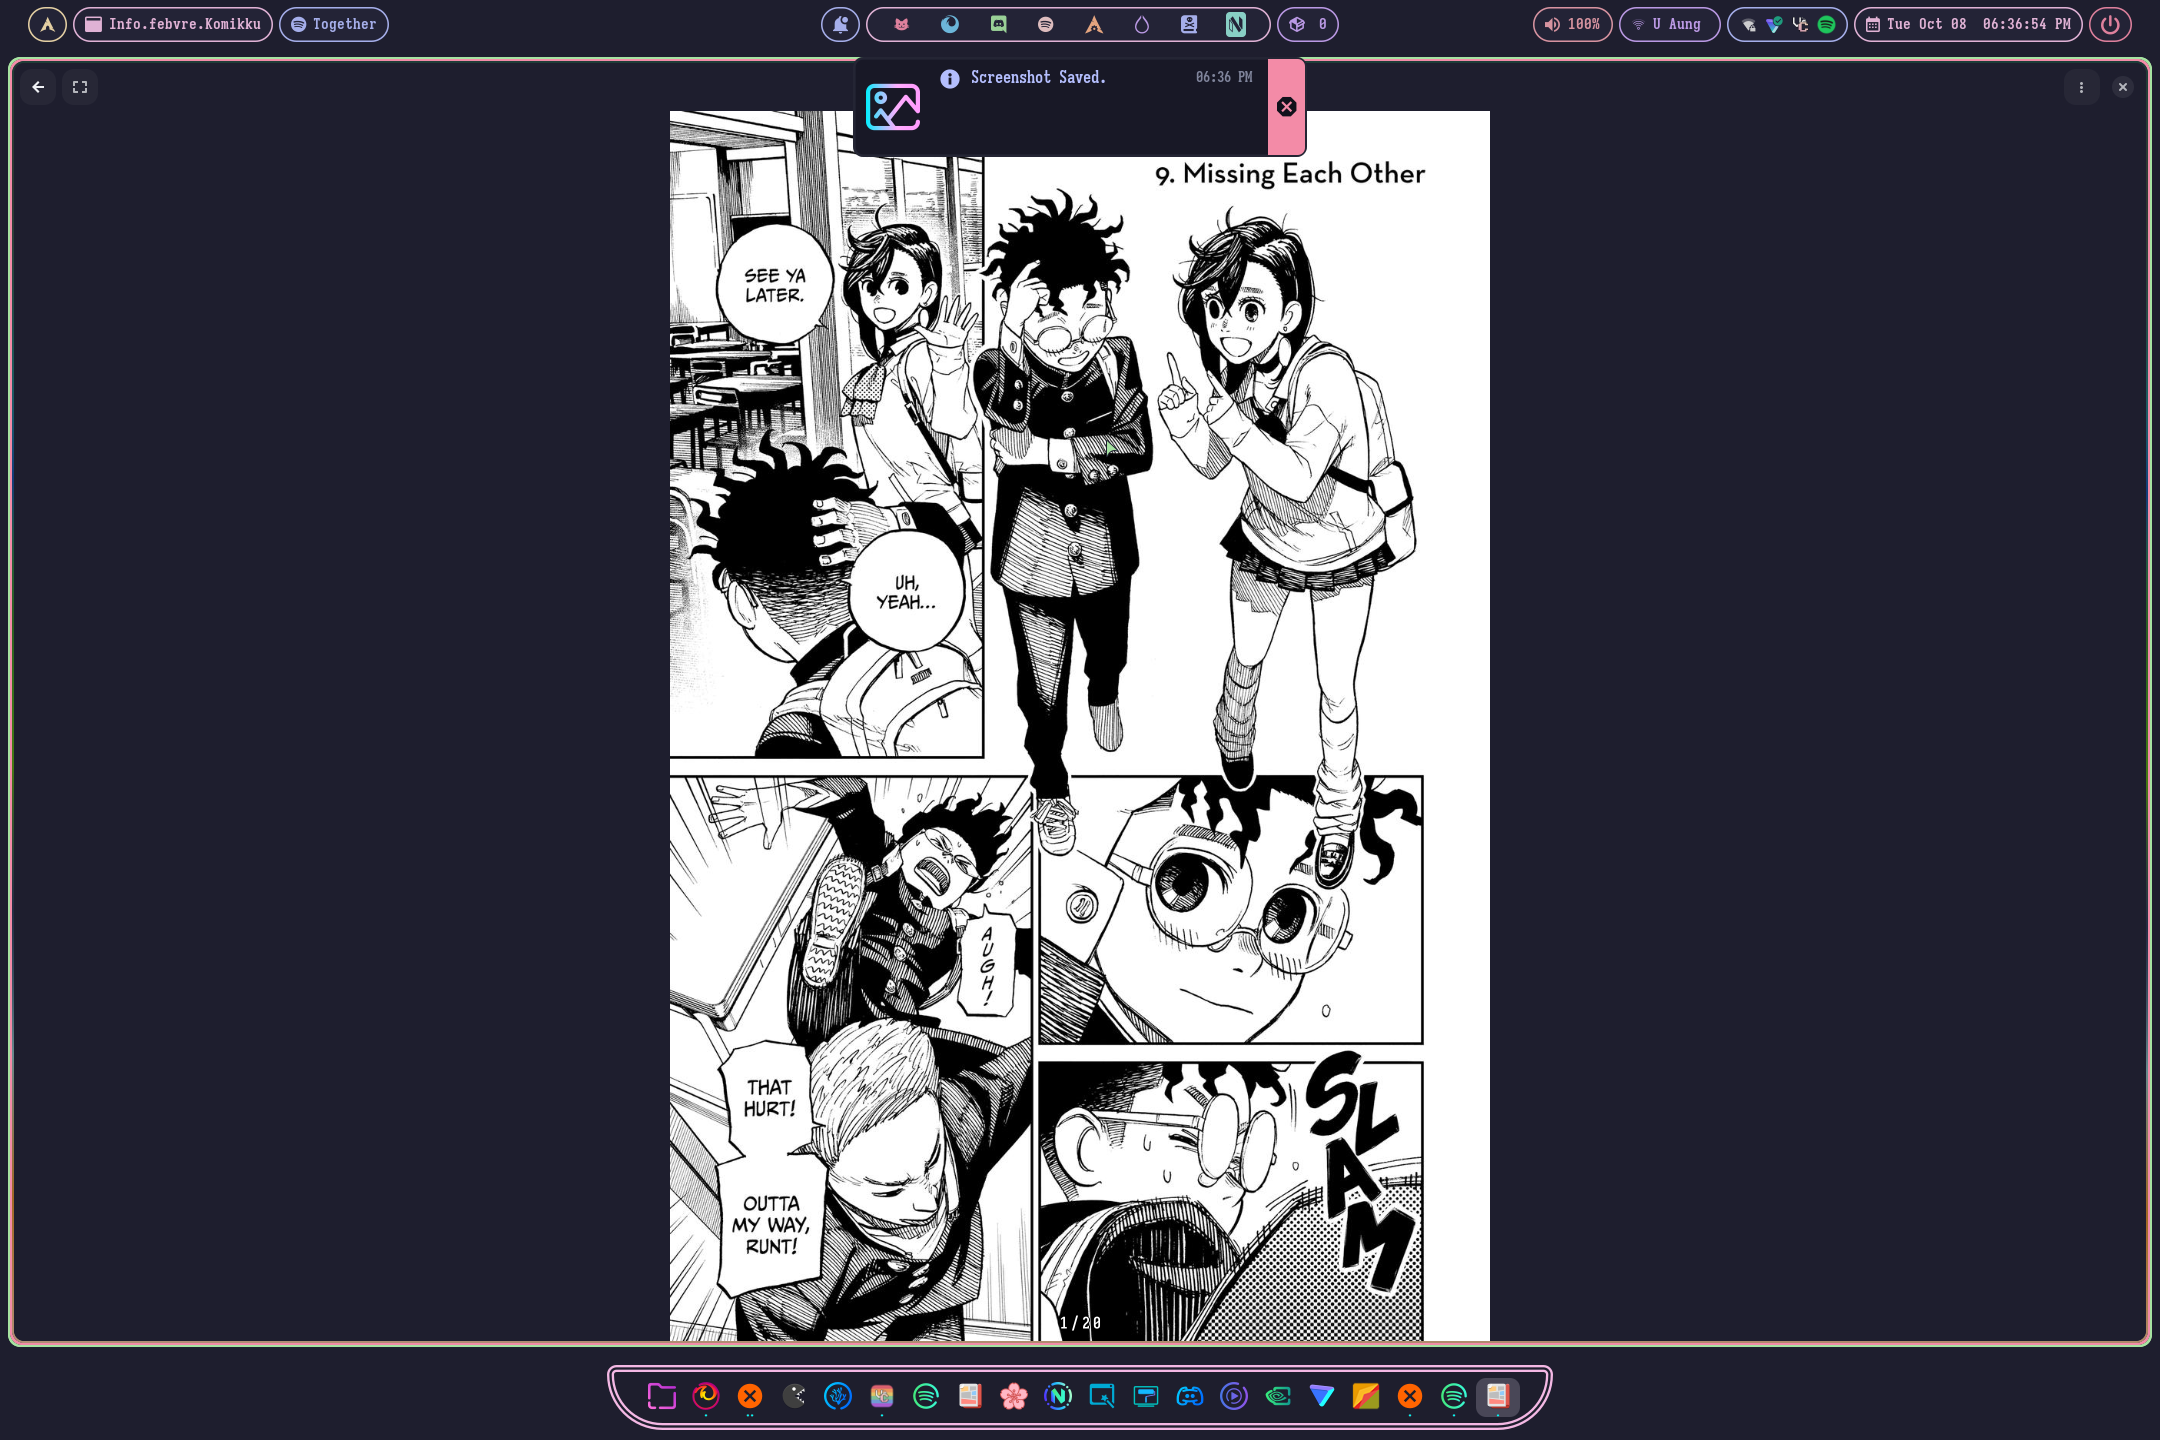 Info.febvre.Komikku
Together
0
100%
U Aung
Tue Oct 08 06:36:54 PM
Screenshot Saved.
06:36 PM
9. Missing Each Other
SEE YA
LATER.
UH,
YEAH...
SLAM
AUGH!
THAT
HURT!
OUTTA
MY WAY,
RUNT!
1/20